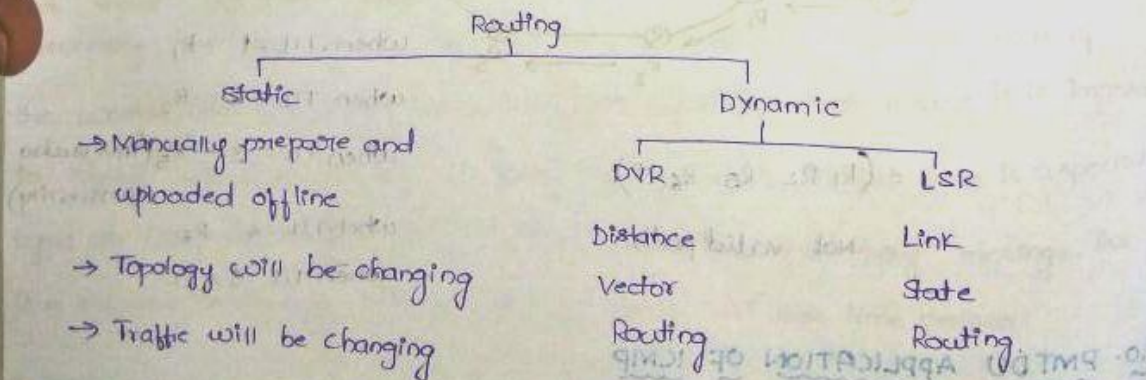 Routing
Static
Dynamic
→ Manually prepare and
uploaded offline
→ Topology will be changing
→ Traffic will be changing
DVR
LSR
Distance
Link
Vector
State
Routing
Routing